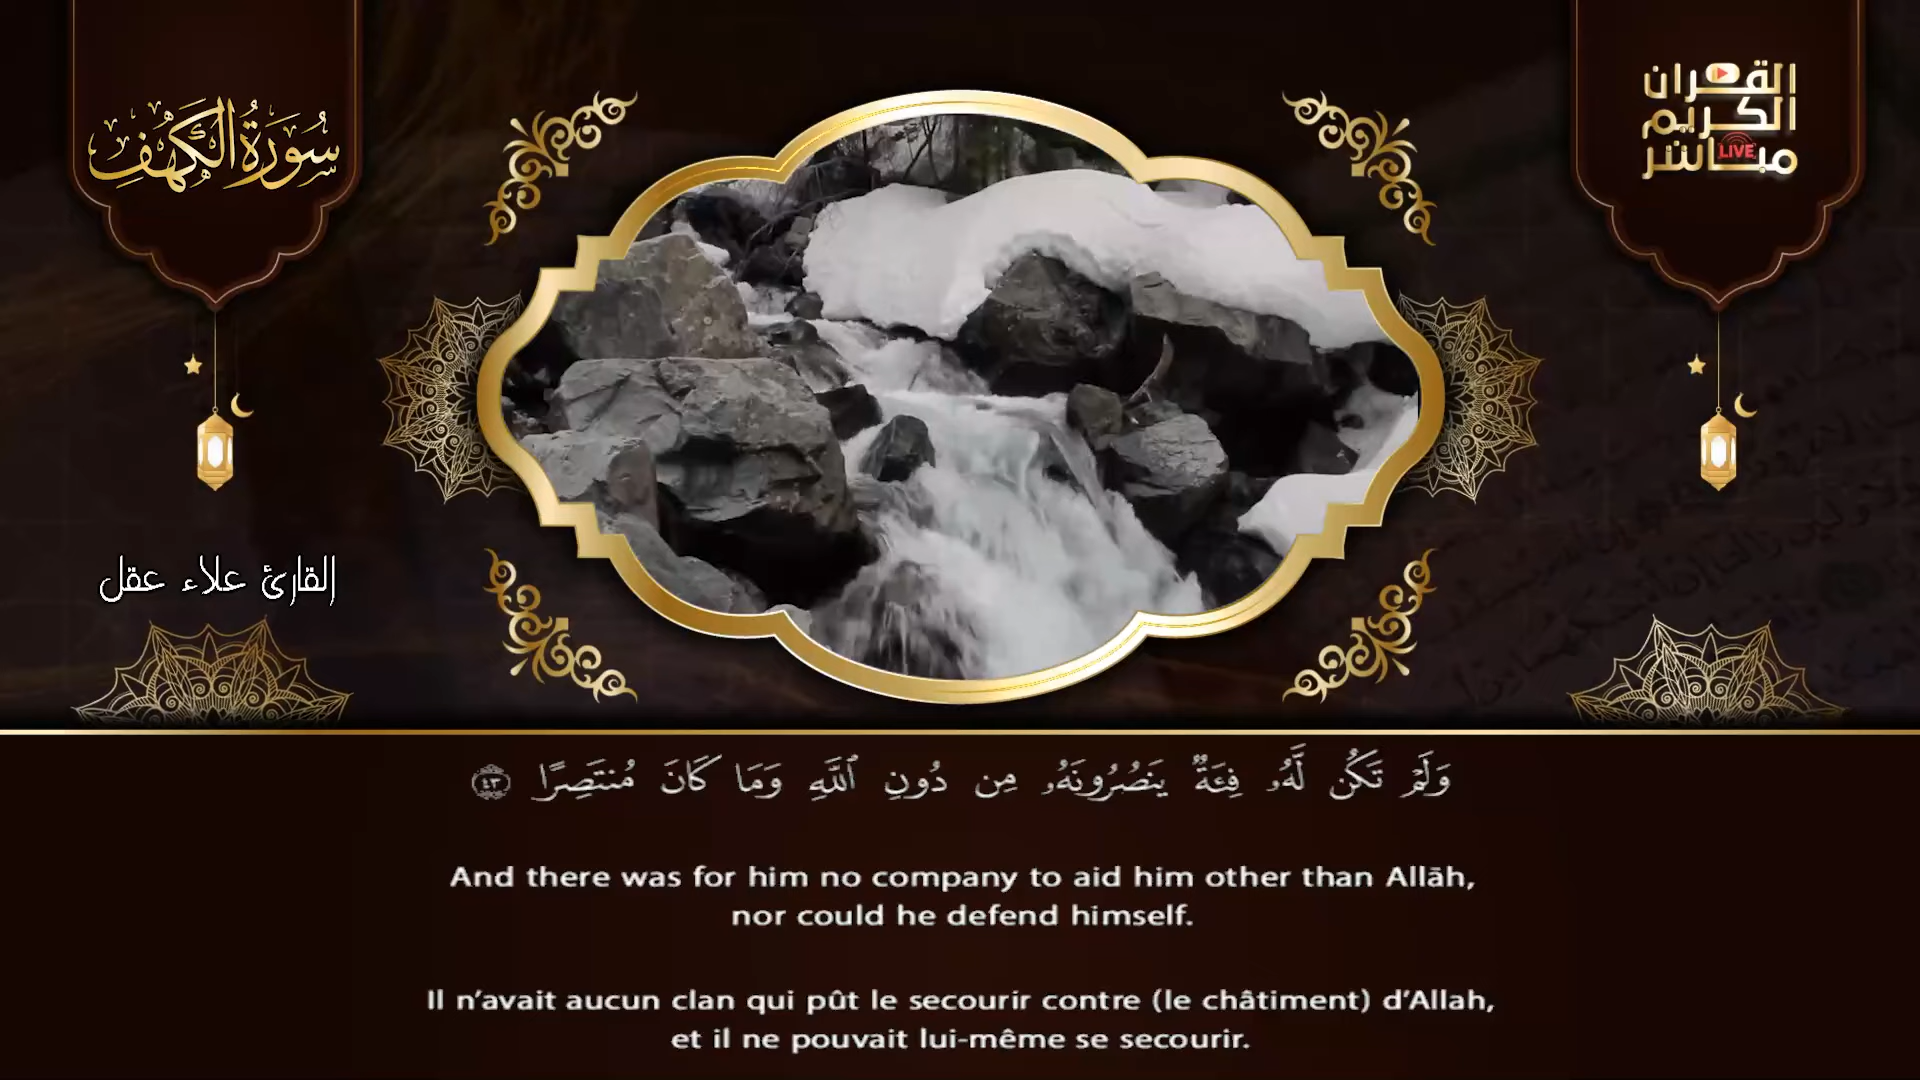 سُورَةُ الكَهْفِ
القرآن
الكريم
مباشر
LIVE
القارئ علاء عقل
وَلَمْ تَكُن لَّهُۥ فِئَةٌ يَنصُرُونَهُۥ مِن دُونِ ٱللَّهِ وَمَا كَانَ مُنتَصِرًا ٤٣
And there was for him no company to aid him other than Allāh,
nor could he defend himself.
Il n’avait aucun clan qui pût le secourir contre (le châtiment) d’Allah,
et il ne pouvait lui-même se secourir.